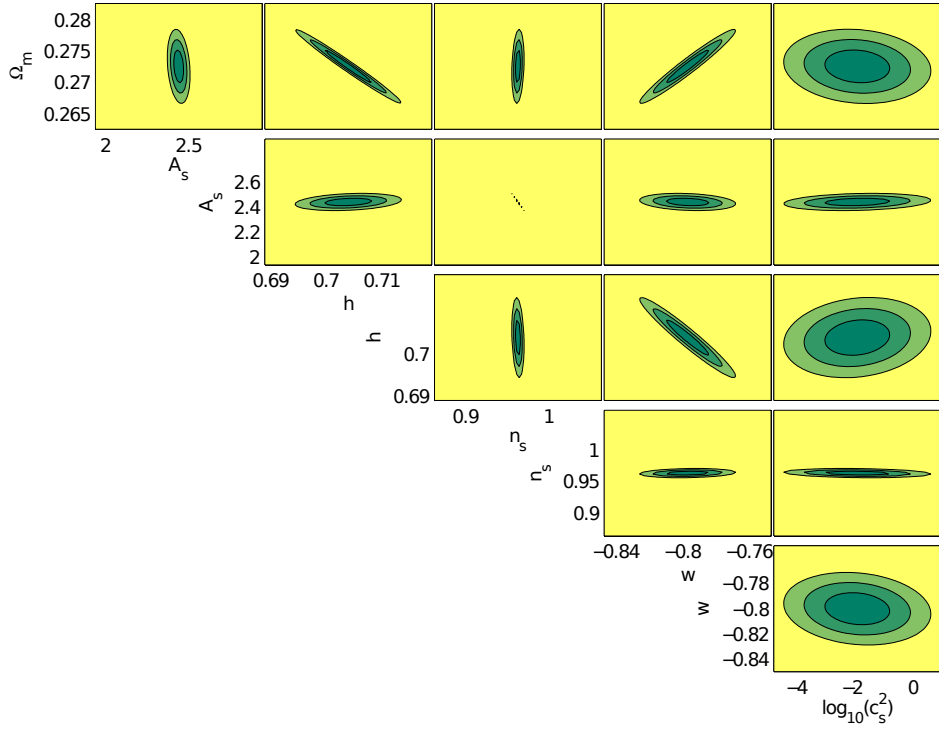 0.28
0.275
0.27
0.265
Ω_m
2 2.5
A_s
2.6
2.4
2.2
2
A_s
0.69 0.7 0.71
h
0.7
0.69
h
0.9 1
n_s
1
0.95
0.9
n_s
−0.84 −0.8 −0.76
w
−0.78
−0.8
−0.82
−0.84
w
−4 −2 0
log_10(c_s^2)